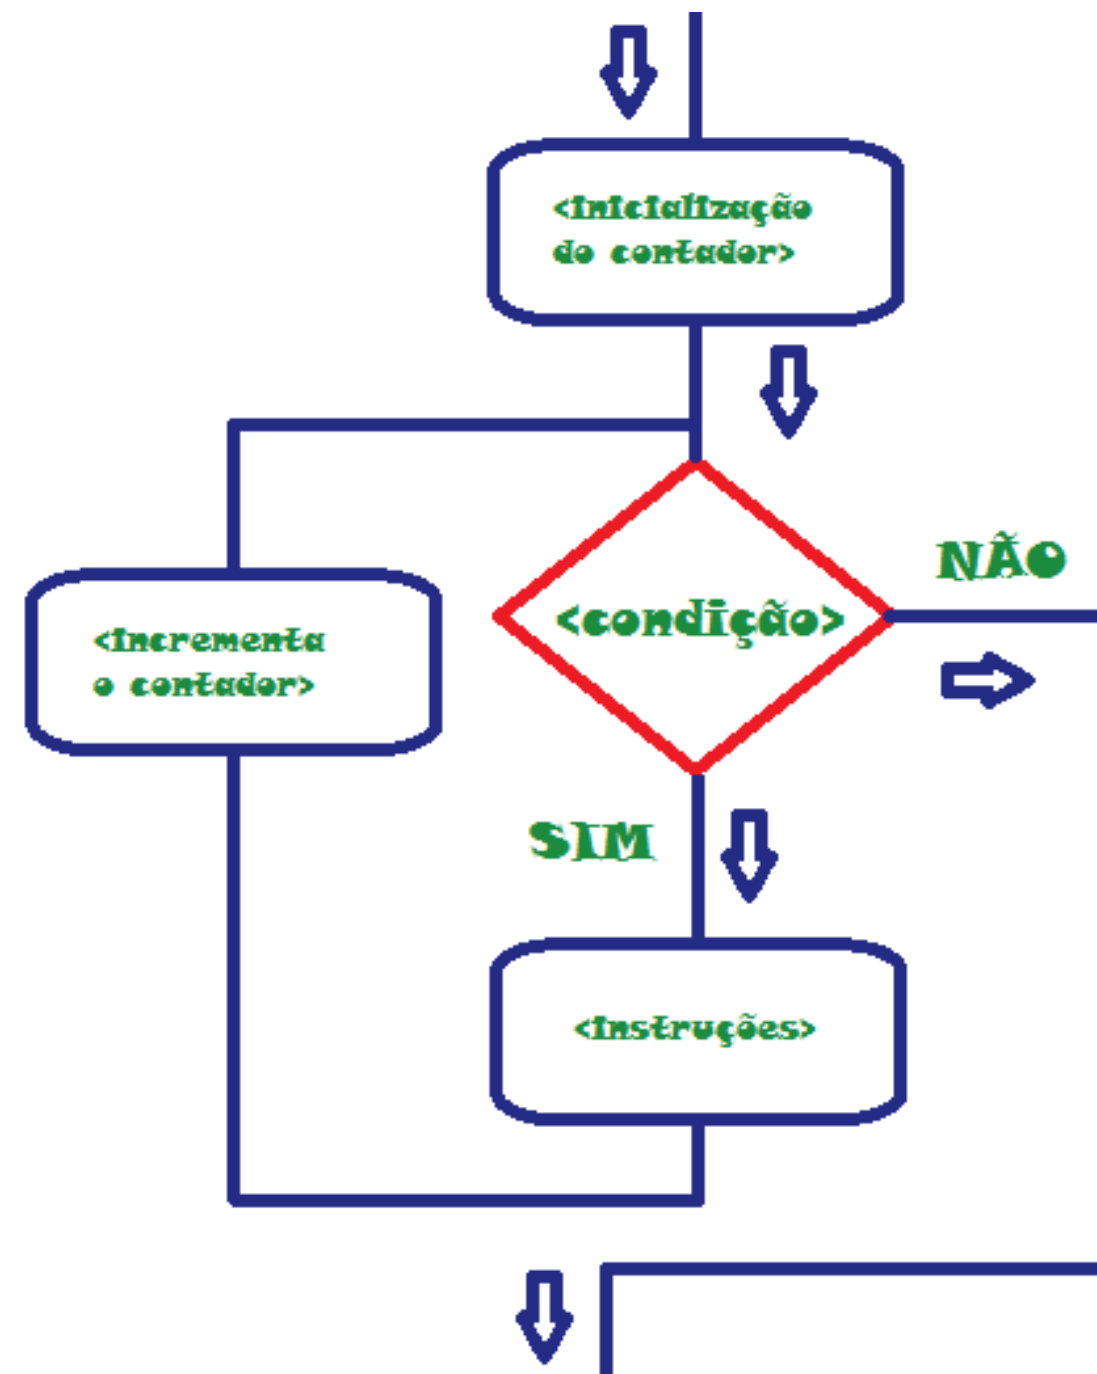 <inicialização
do contador>
NÃO
<condição>
<incrementa
o contador>
SIM
<instruções>